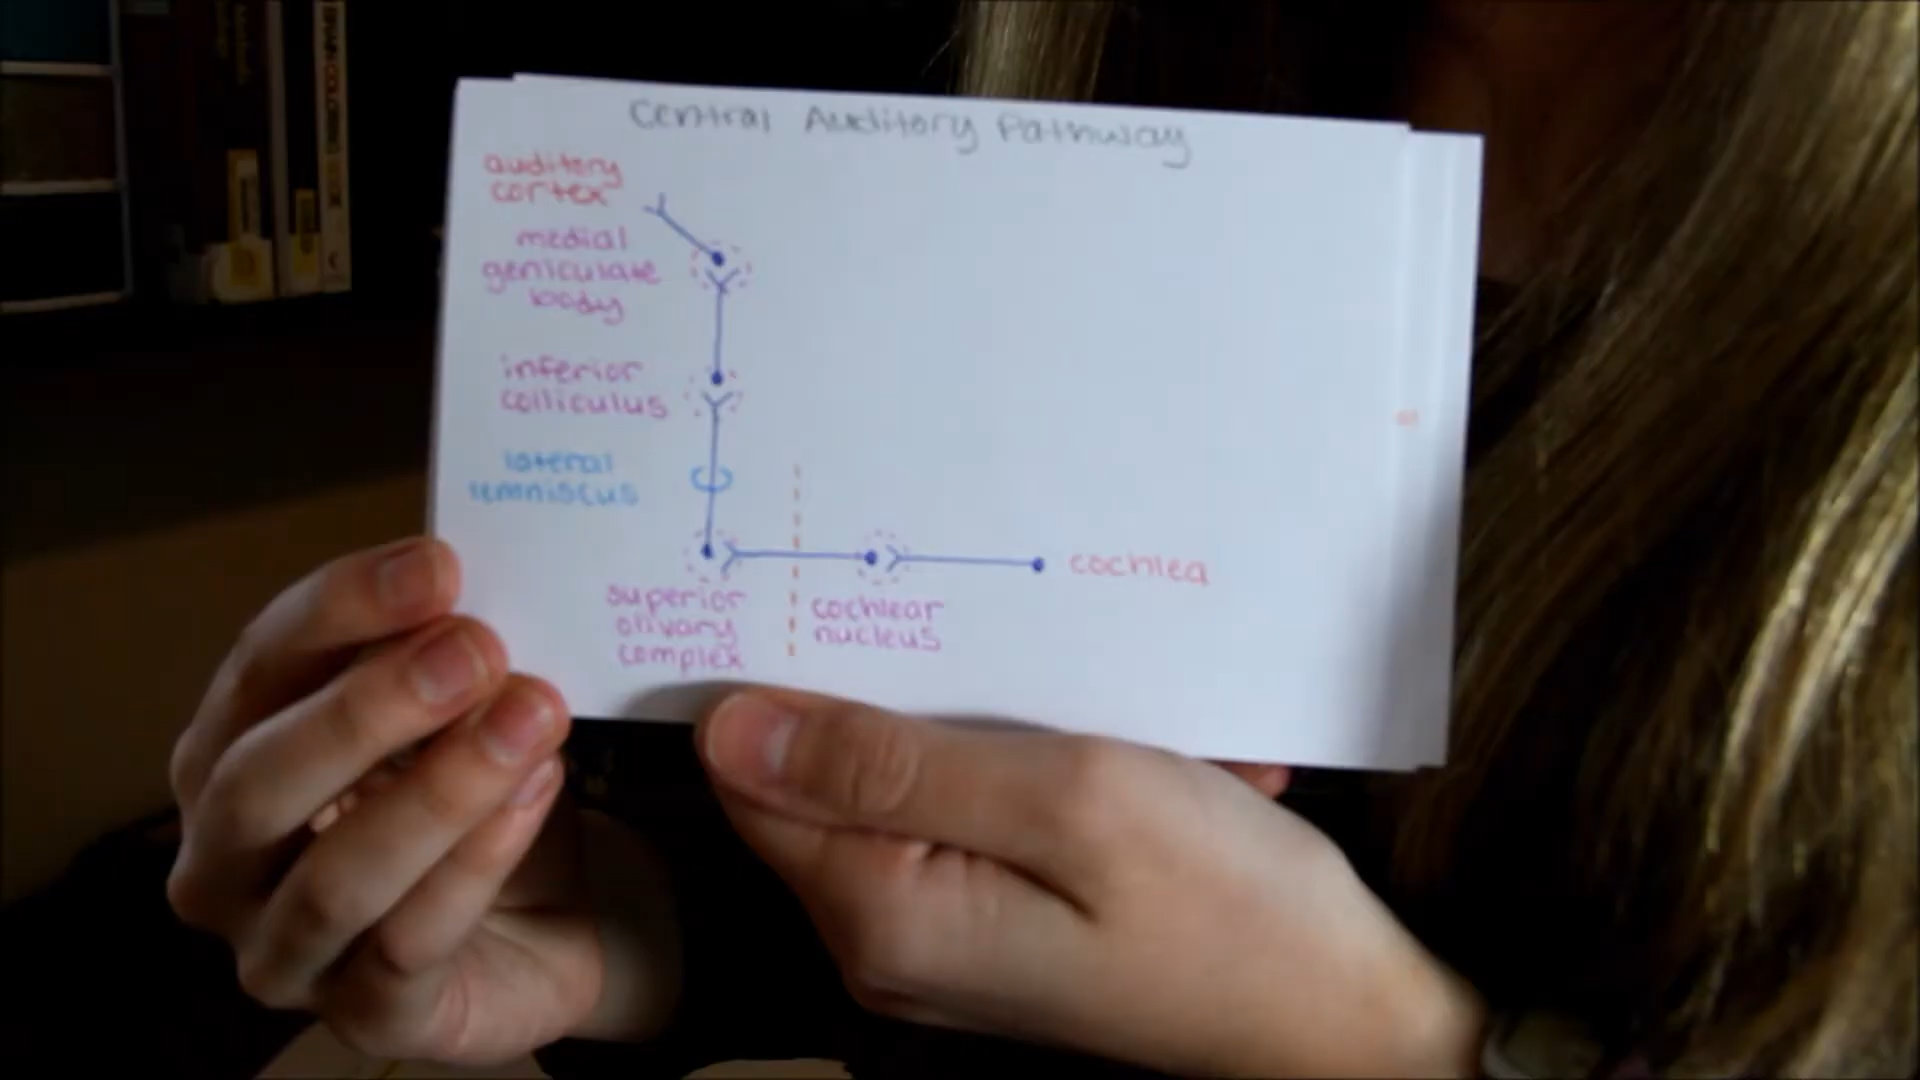 Central Auditory Pathway
auditory
cortex
medial
geniculate
body
inferior
colliculus
lateral
lemniscus
superior
olivary
complex
cochlear
nucleus
cochlea